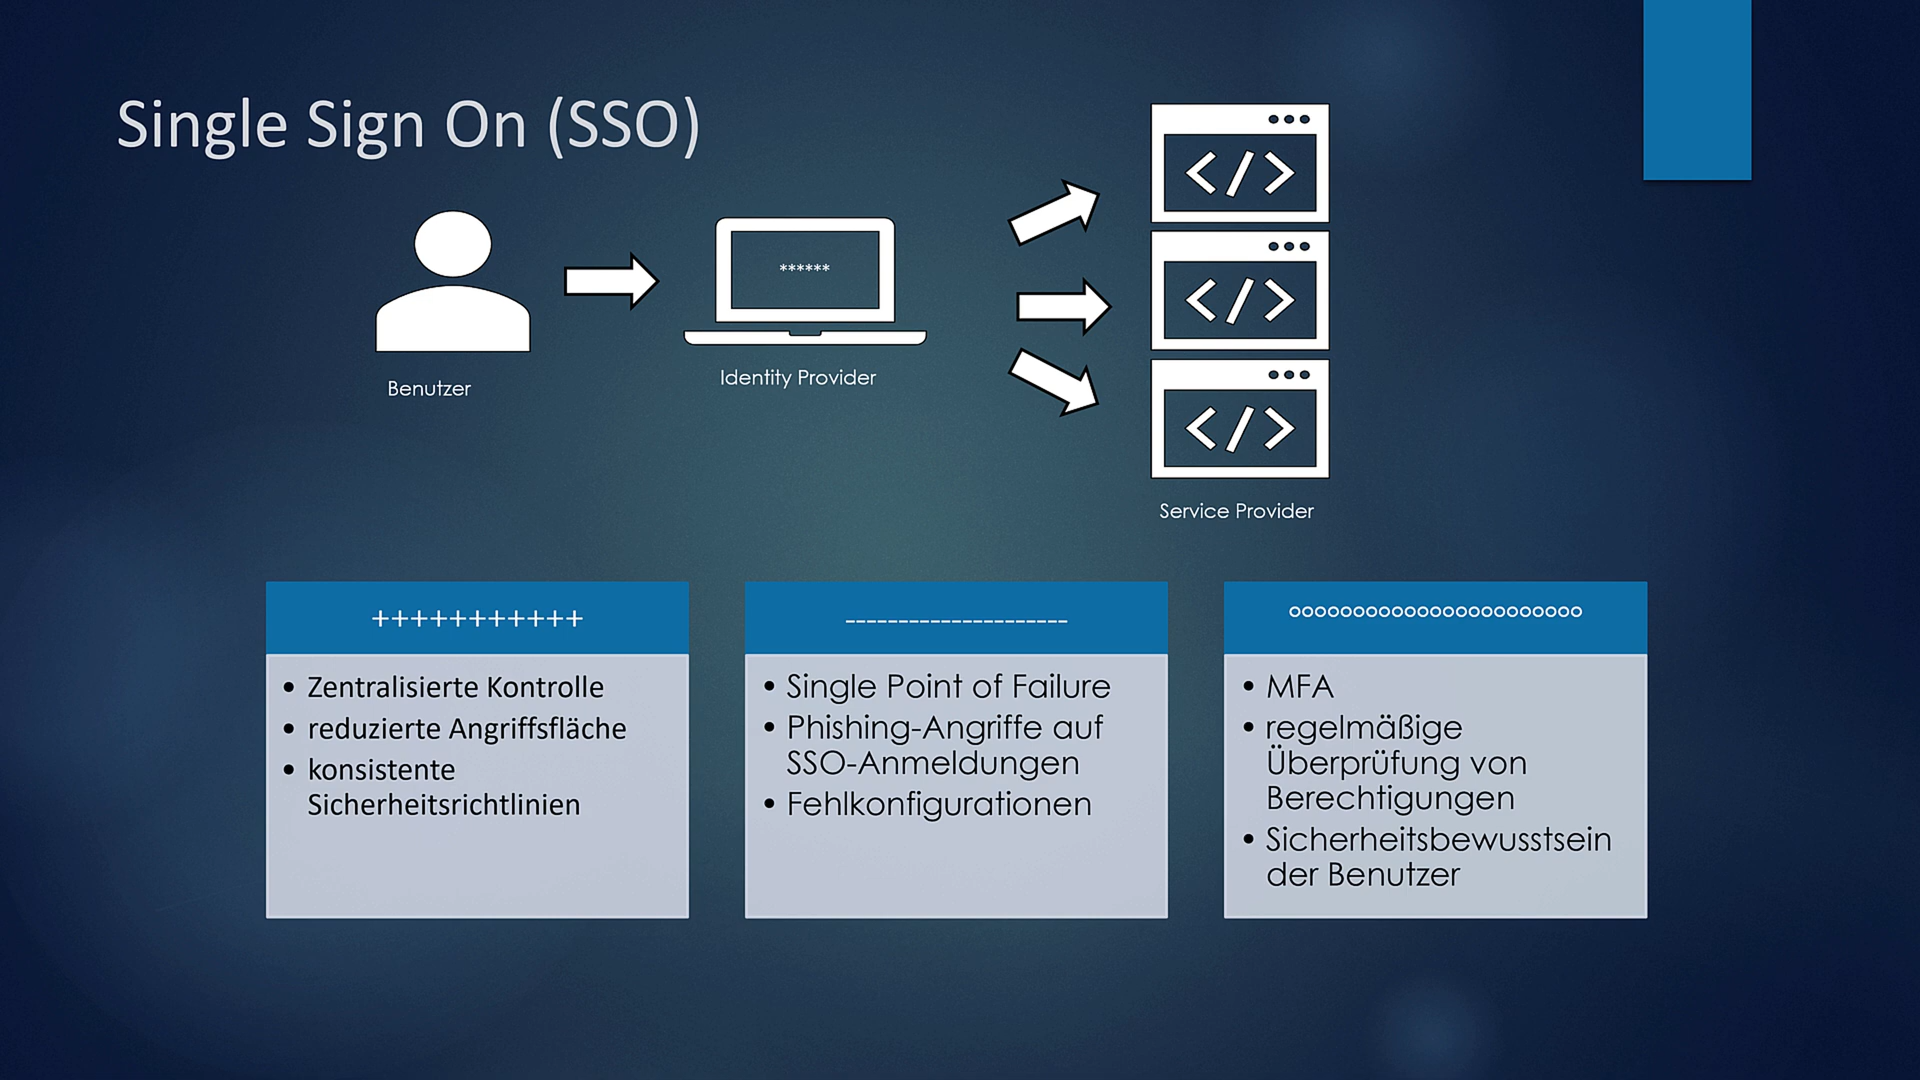 Single Sign On (SSO)
******
Benutzer
Identity Provider
</>
</>
</>
Service Provider
+++++++++++
• Zentralisierte Kontrolle
• reduzierte Angriffsfläche
• konsistente
Sicherheitsrichtlinien
---------------------
• Single Point of Failure
• Phishing-Angriffe auf
SSO-Anmeldungen
• Fehlkonfigurationen
ooooooooooooooooooooooo
• MFA
• regelmäßige
Überprüfung von
Berechtigungen
• Sicherheitsbewusstsein
der Benutzer